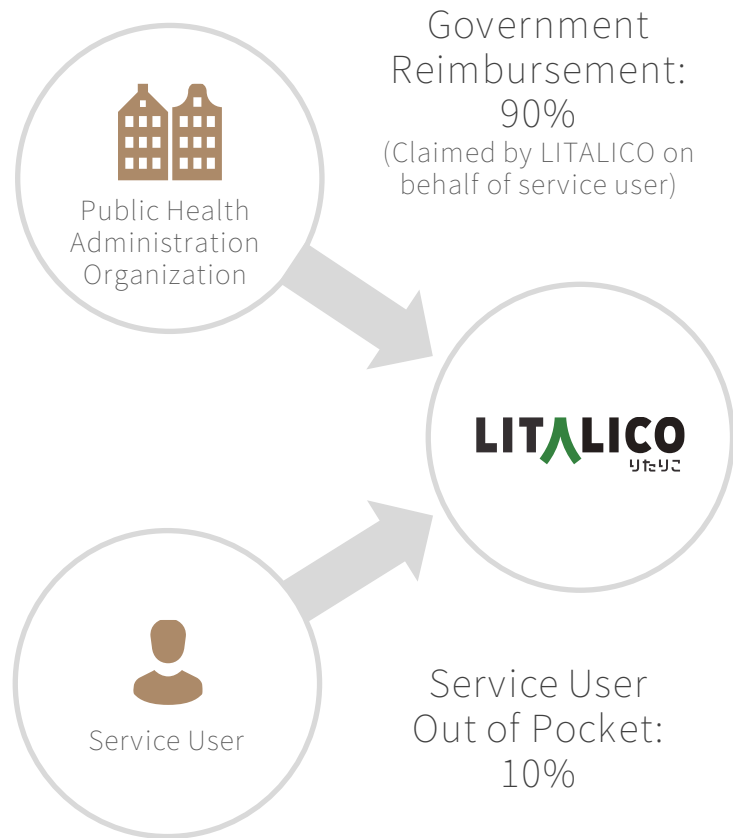 Government
Reimbursement:
90%
(Claimed by LITALICO on
behalf of service user)
Public Health
Administration
Organization
LITALICO
りたりこ
Service User
Service User
Out of Pocket:
10%